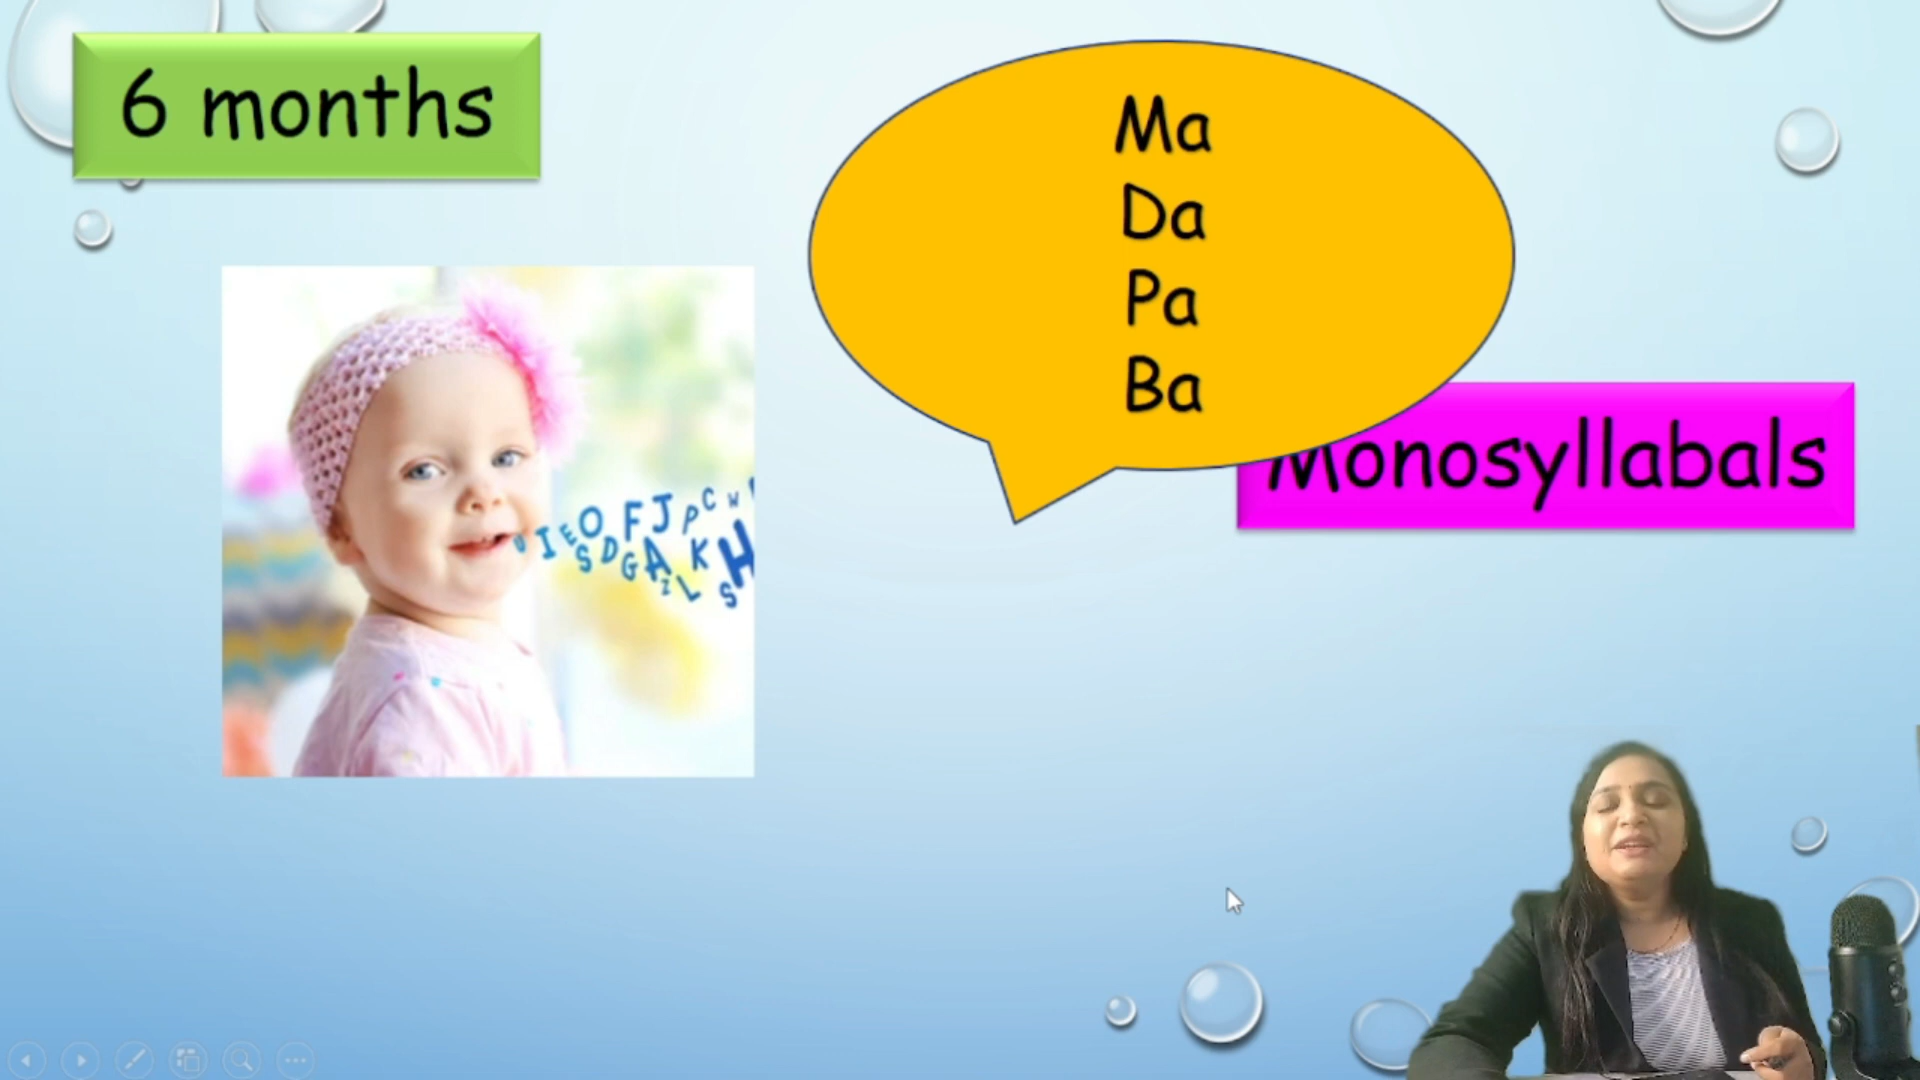 6 months
Ma
Da
Pa
Ba
Monosyllabals
U I E O F J P C W
S D G A Z L K S H